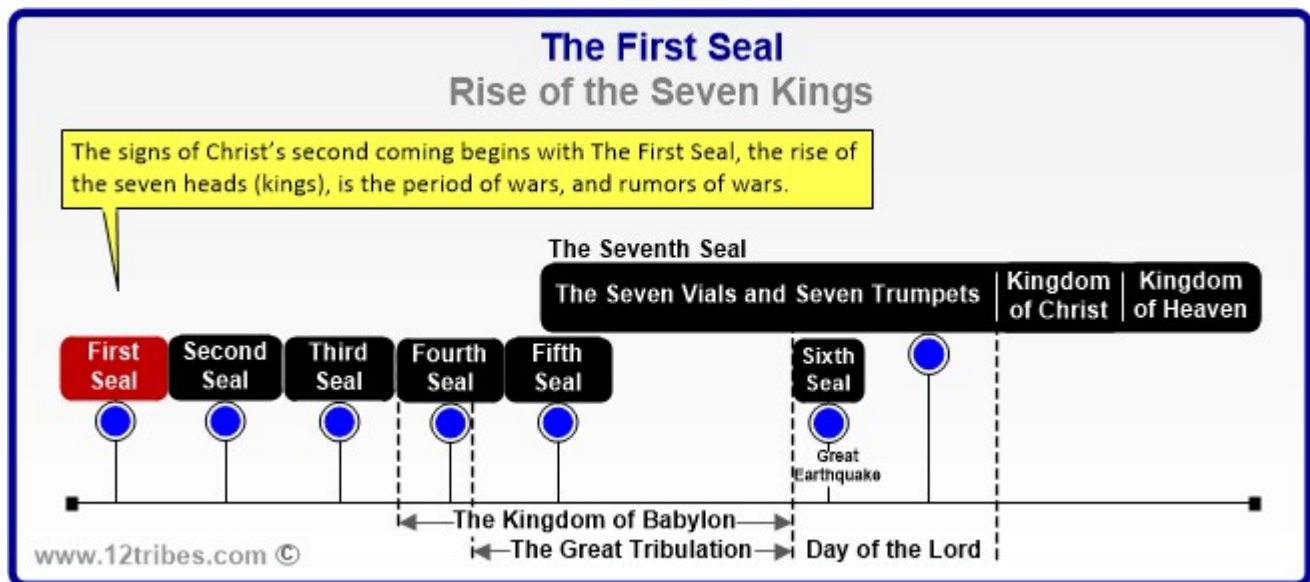 The First Seal
Rise of the Seven Kings
The signs of Christ's second coming begins with The First Seal, the rise of
the seven heads (kings), is the period of wars, and rumors of wars.
The Seventh Seal
The Seven Vials and Seven Trumpets
Kingdom
of Christ
Kingdom
of Heaven
First
Seal
Second
Seal
Third
Seal
Fourth
Seal
Fifth
Seal
Sixth
Seal
Great
Earthquake
The Kingdom of Babylon
The Great Tribulation
Day of the Lord
www.12tribes.com ©